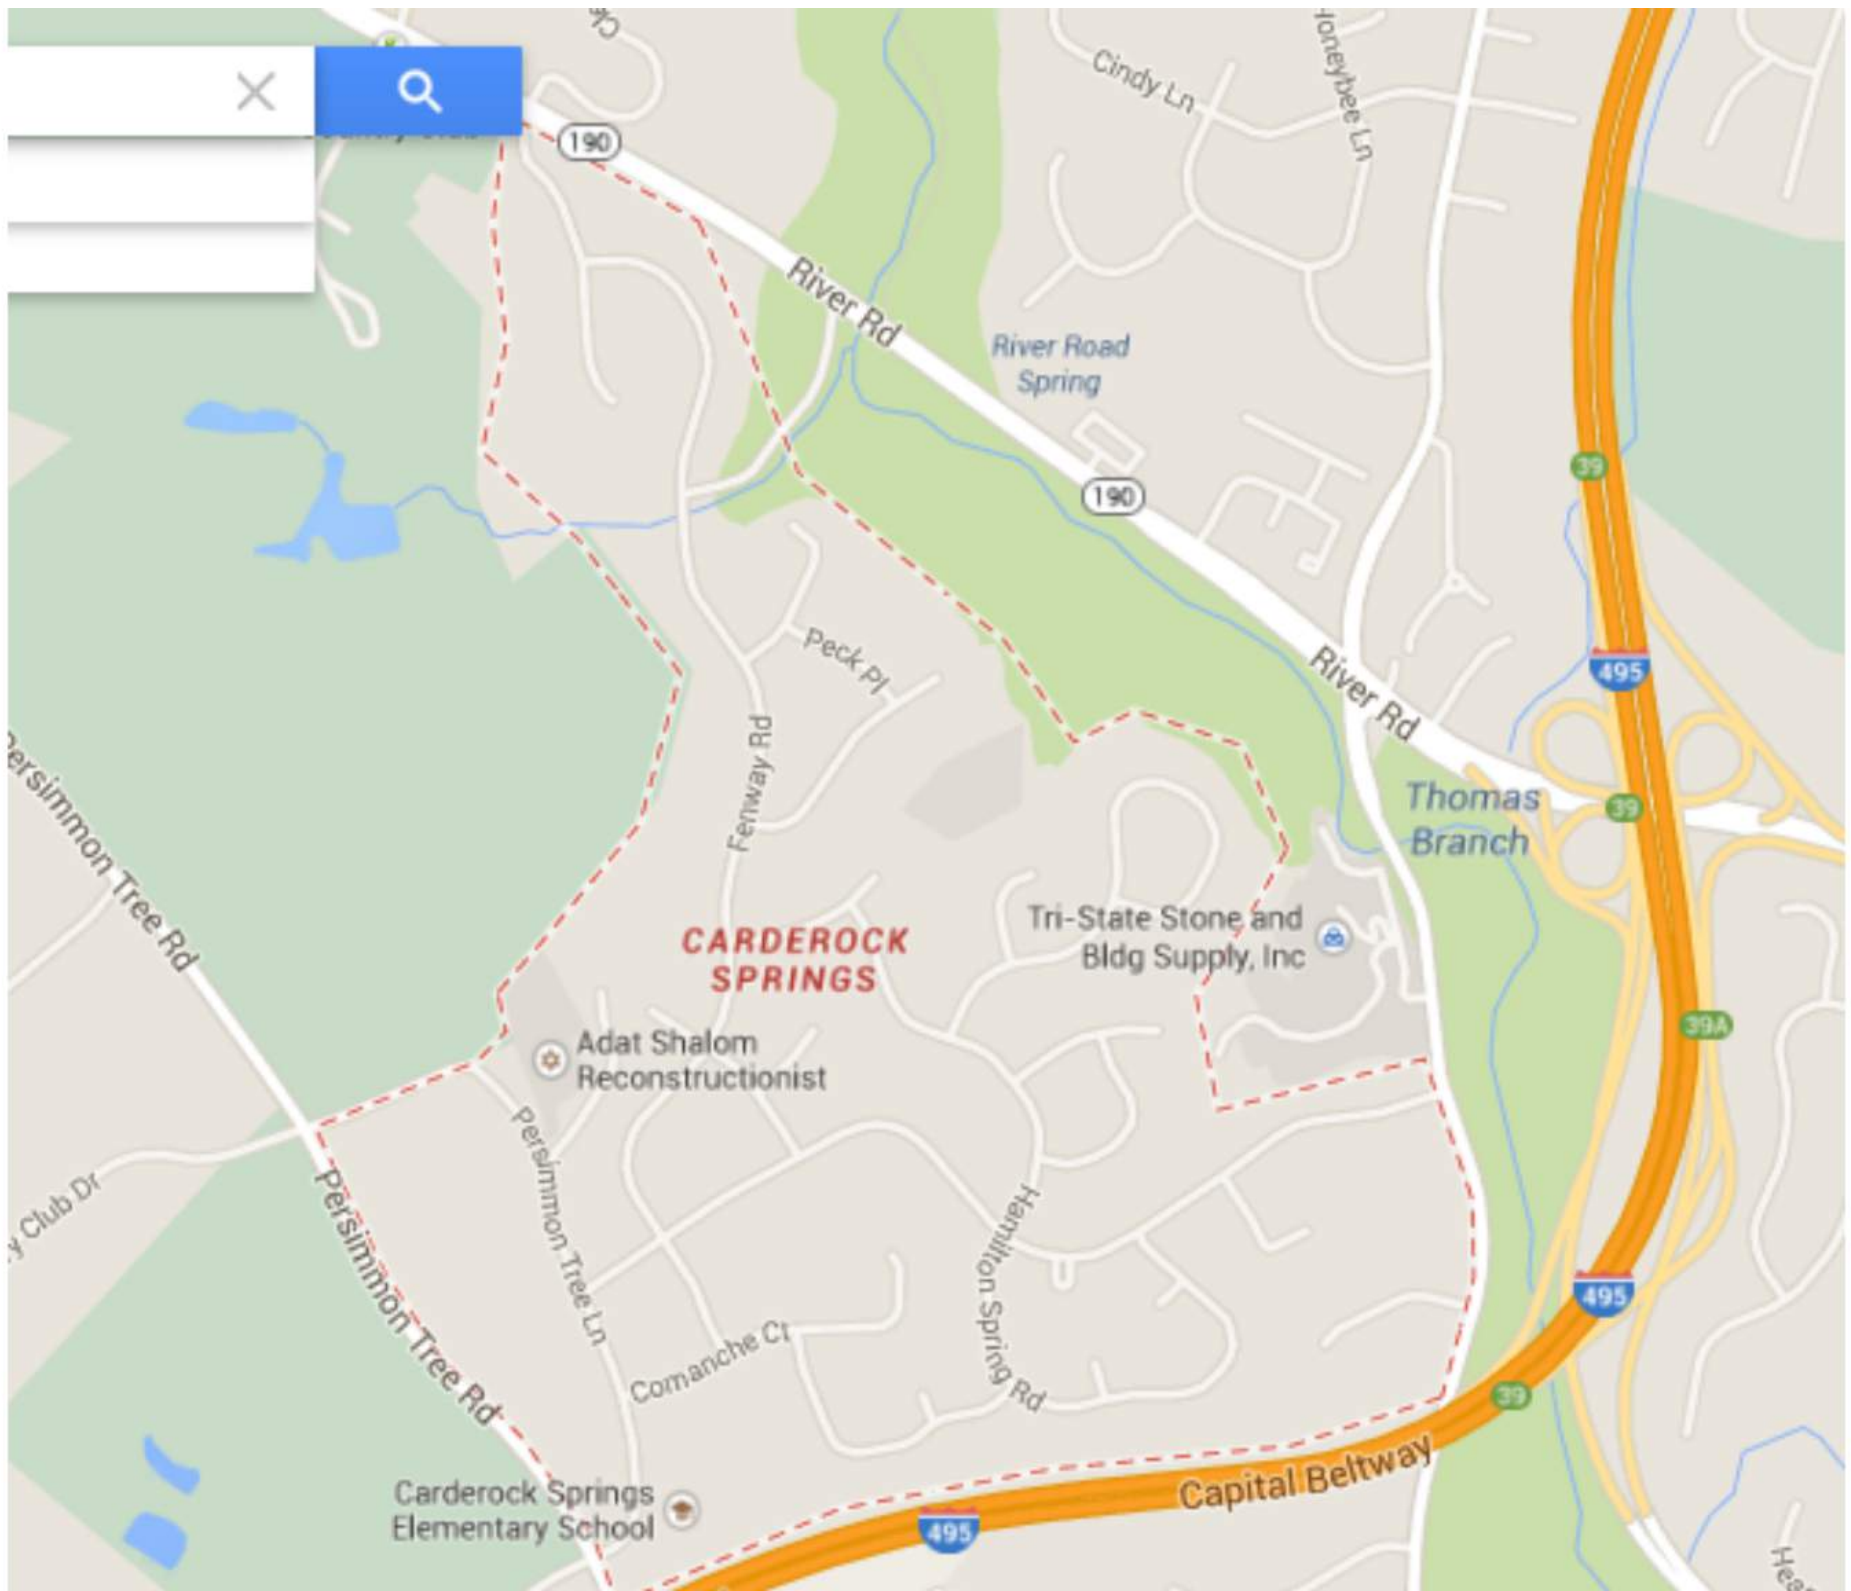 Cindy Ln
Honeybee Ln
190
River Rd
River Road
Spring
190
39
River Rd
495
Peck Pl
Fenway Rd
Thomas
Branch
39
Persimmon Tree Rd
CARDEROCK
SPRINGS
Tri-State Stone and
Bldg Supply, Inc
39A
Adat Shalom
Reconstructionist
Persimmon Tree Ln
Club Dr
Persimmon Tree Rd
Hamilton Spring Rd
495
Comanche Ct
39
Capital Beltway
Carderock Springs
Elementary School
495